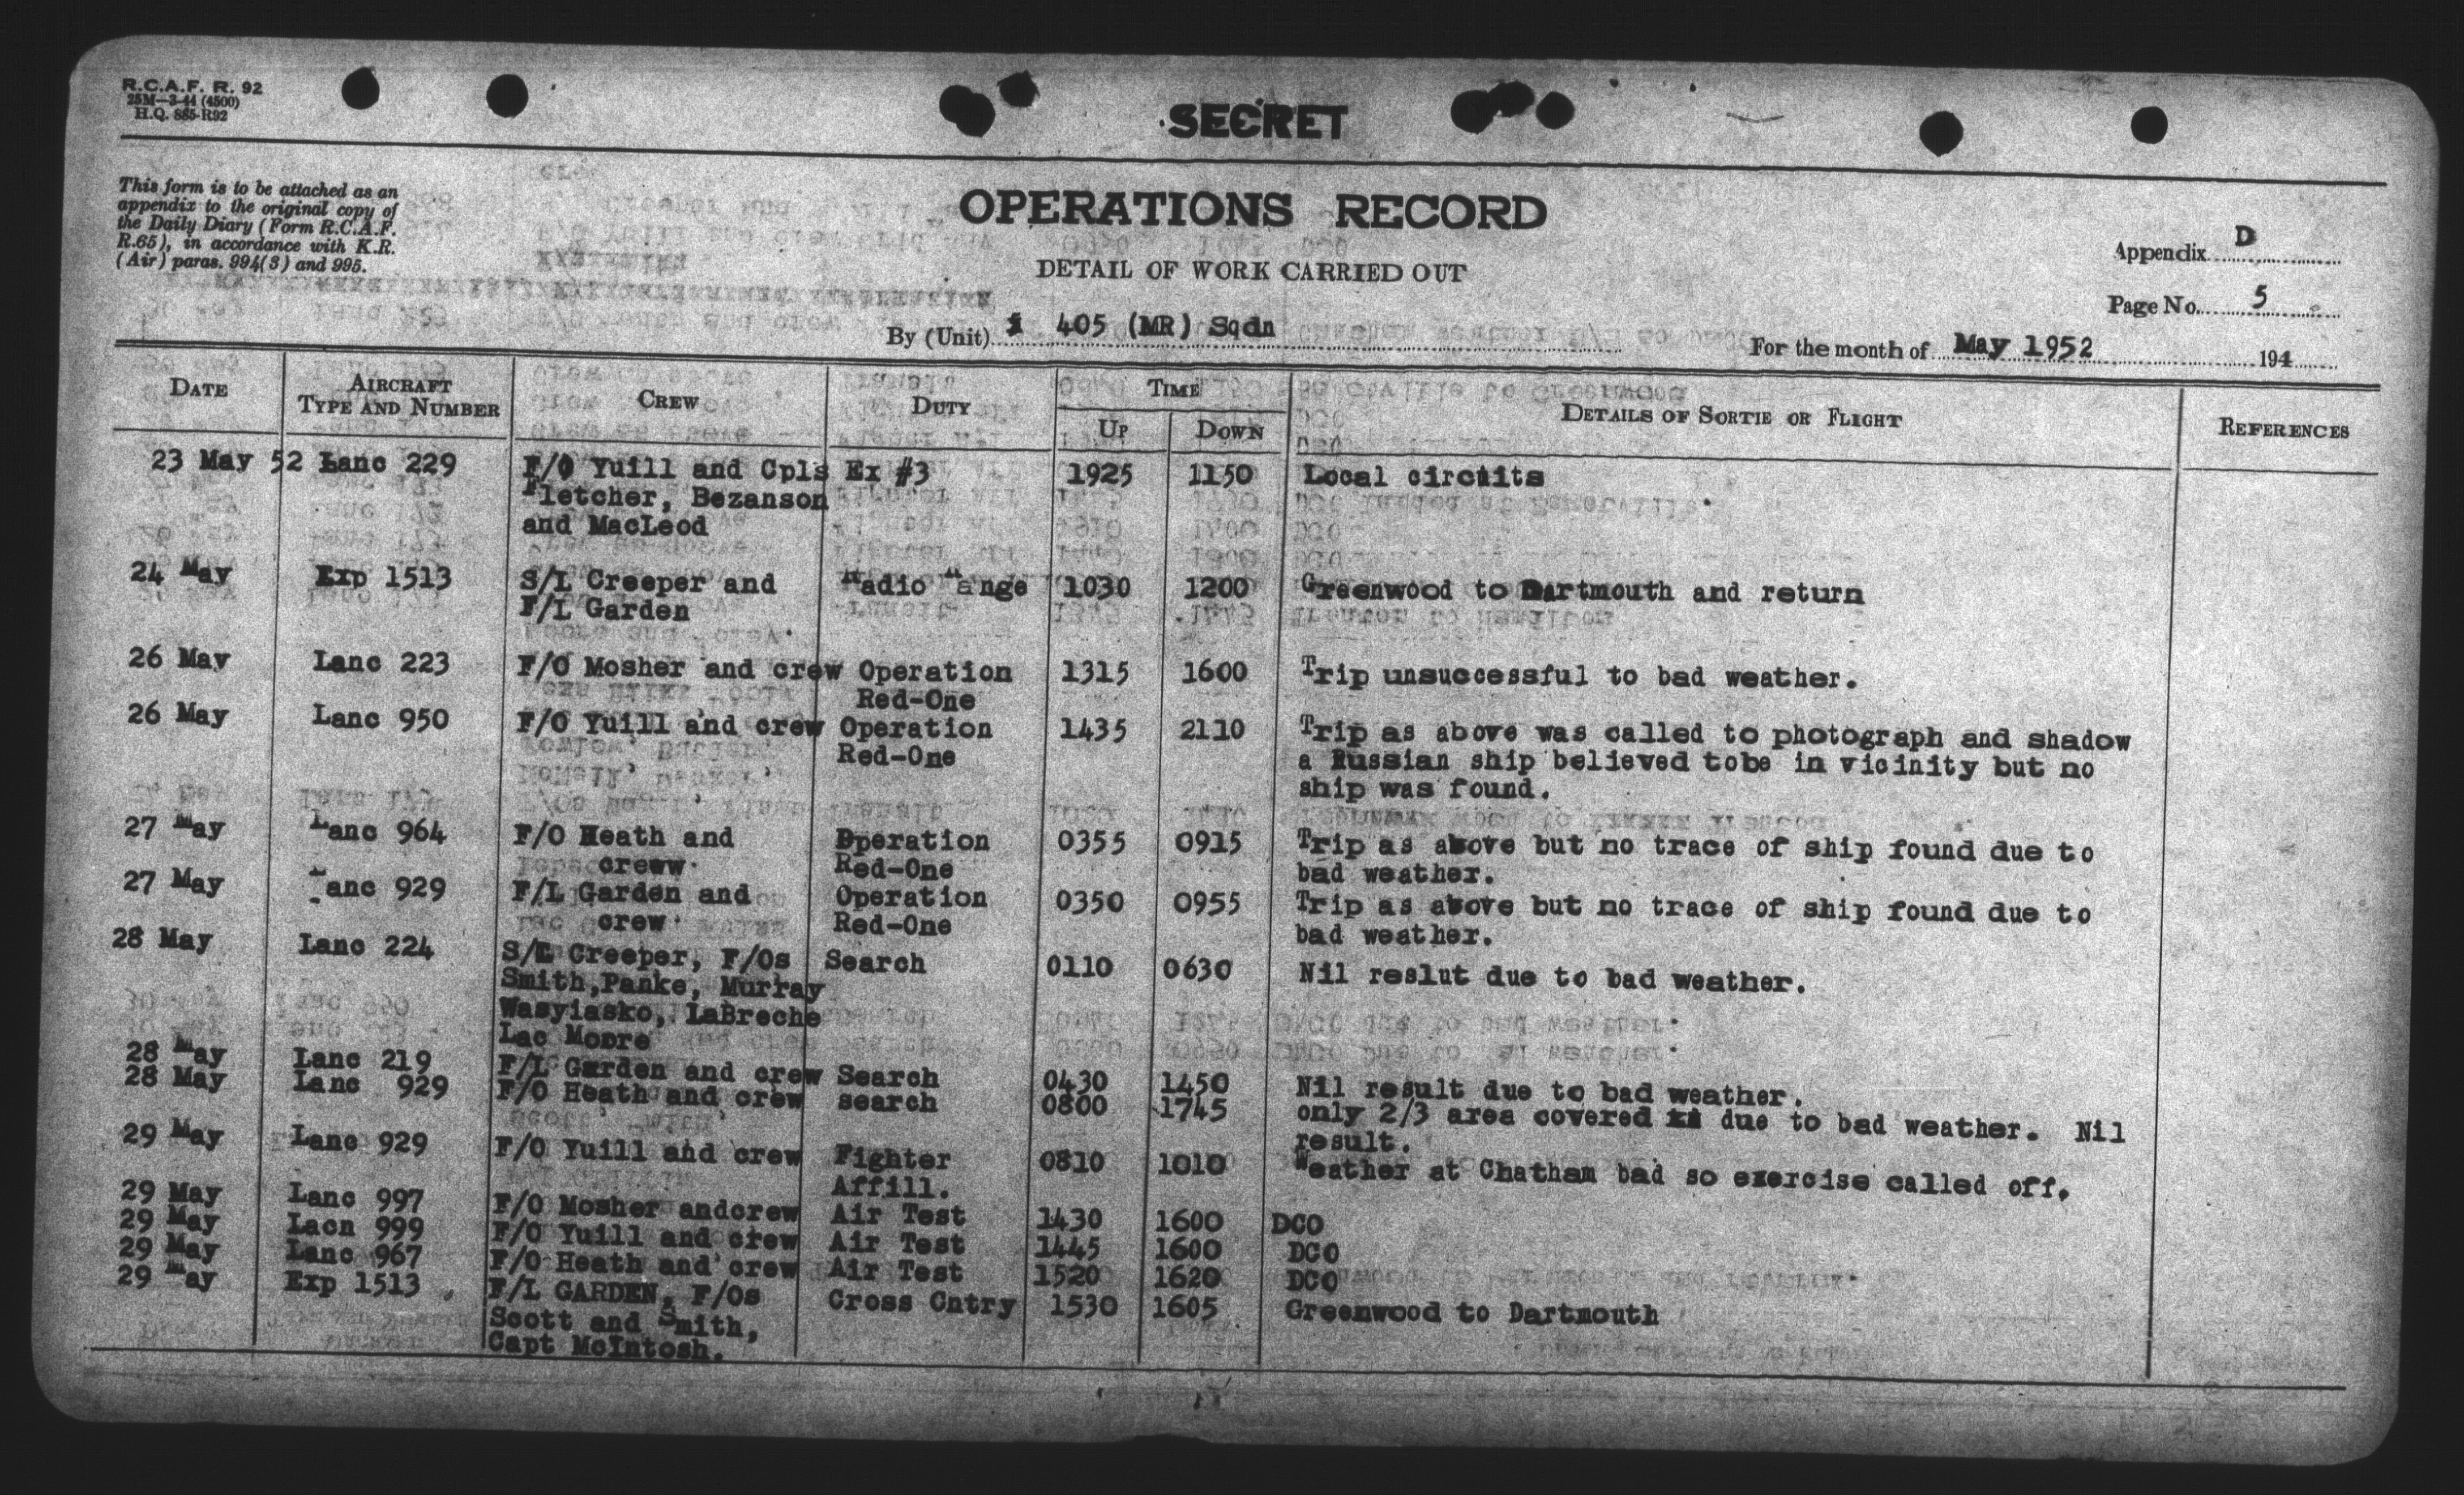 R.C.A.F. R. 92
25M—3-44 (4500)
H.Q. 885-R92
SECRET
This form is to be attached as an
appendix to the original copy of
the Daily Diary (Form R.C.A.F.
R.65), in accordance with K.R.
(Air) paras. 994(3) and 995.
OPERATIONS RECORD
DETAIL OF WORK CARRIED OUT
Appendix D
Page No. 5
By (Unit) 405 (MR) Sqdn
For the month of May 1952 194
DATE AIRCRAFT TYPE AND NUMBER CREW DUTY TIME UP DOWN DETAILS OF SORTIE OR FLIGHT REFERENCES
23 May 52 Lanc 229 F/O Yuill and Cpls Ex #3 1925 1150 Local circuits
Fletcher, Bezanson
and MacLeod
24 May Exp 1513 S/L Creeper and Radio Range 1030 1200 Greenwood to Dartmouth and return
F/L Garden
26 May Lanc 223 F/O Mosher and crew Operation 1315 1600 Trip unsuccessful to bad weather.
Red-One
26 May Lanc 950 F/O Yuill and crew Operation 1435 2110 Trip as above was called to photograph and shadow
Red-One a Russian ship believed tobe in vicinity but no
ship was found.
27 May Lanc 964 F/O Heath and Operation 0355 0915 Trip as above but no trace of ship found due to
creww. Red-One bad weather.
27 May Lanc 929 F/L Garden and Operation 0350 0955 Trip as above but no trace of ship found due to
crew. Red-One bad weather.
28 May Lanc 224 S/L Creeper, F/Os Search 0110 0630 Nil reslut due to bad weather.
Smith,Panke, Murray
Wasyiasko, LaBreche
Lac Moore
28 May Lanc 219 F/L Garden and crew Search 0430 1450 Nil result due to bad weather.
28 May Lanc 929 F/O Heath and crew search 0800 1745 only 2/3 area covered due to bad weather. Nil
result.
29 May Lanc 929 F/O Yuill and crew Fighter 0810 1010 Weather at Chatham bad so exercise called off.
Affill.
29 May Lanc 997 F/O Mosher andcrew Air Test 1430 1600 DCO
29 May Lacn 999 F/O Yuill and crew Air Test 1445 1600 DCO
29 May Lanc 967 F/O Heath and crew Air Test 1520 1620 DCO
29 May Exp 1513 F/L GARDEN, F/Os Cross Cntry 1530 1605 Greenwood to Dartmouth
Scott and Smith,
Capt McIntosh.